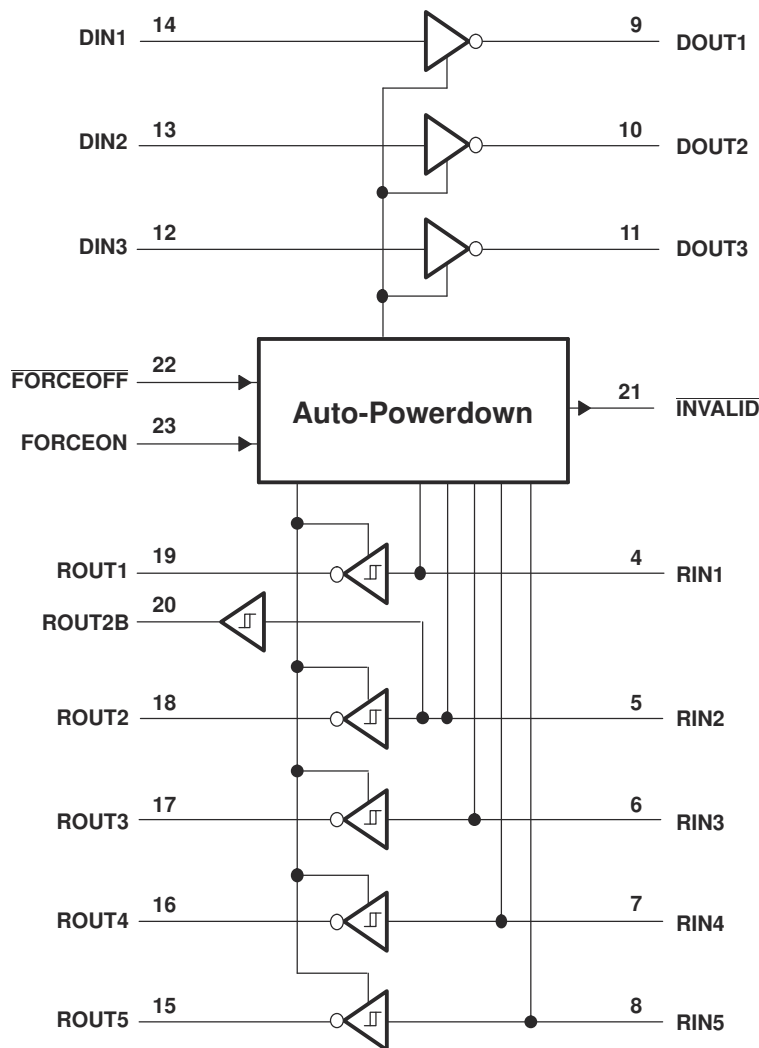 DIN1 14 9 DOUT1
DIN2 13 10 DOUT2
DIN3 12 11 DOUT3
FORCEOFF 22
Auto-Powerdown
21 INVALID
FORCEON 23
ROUT1 19 4 RIN1
ROUT2B 20
ROUT2 18 5 RIN2
ROUT3 17 6 RIN3
ROUT4 16 7 RIN4
ROUT5 15 8 RIN5